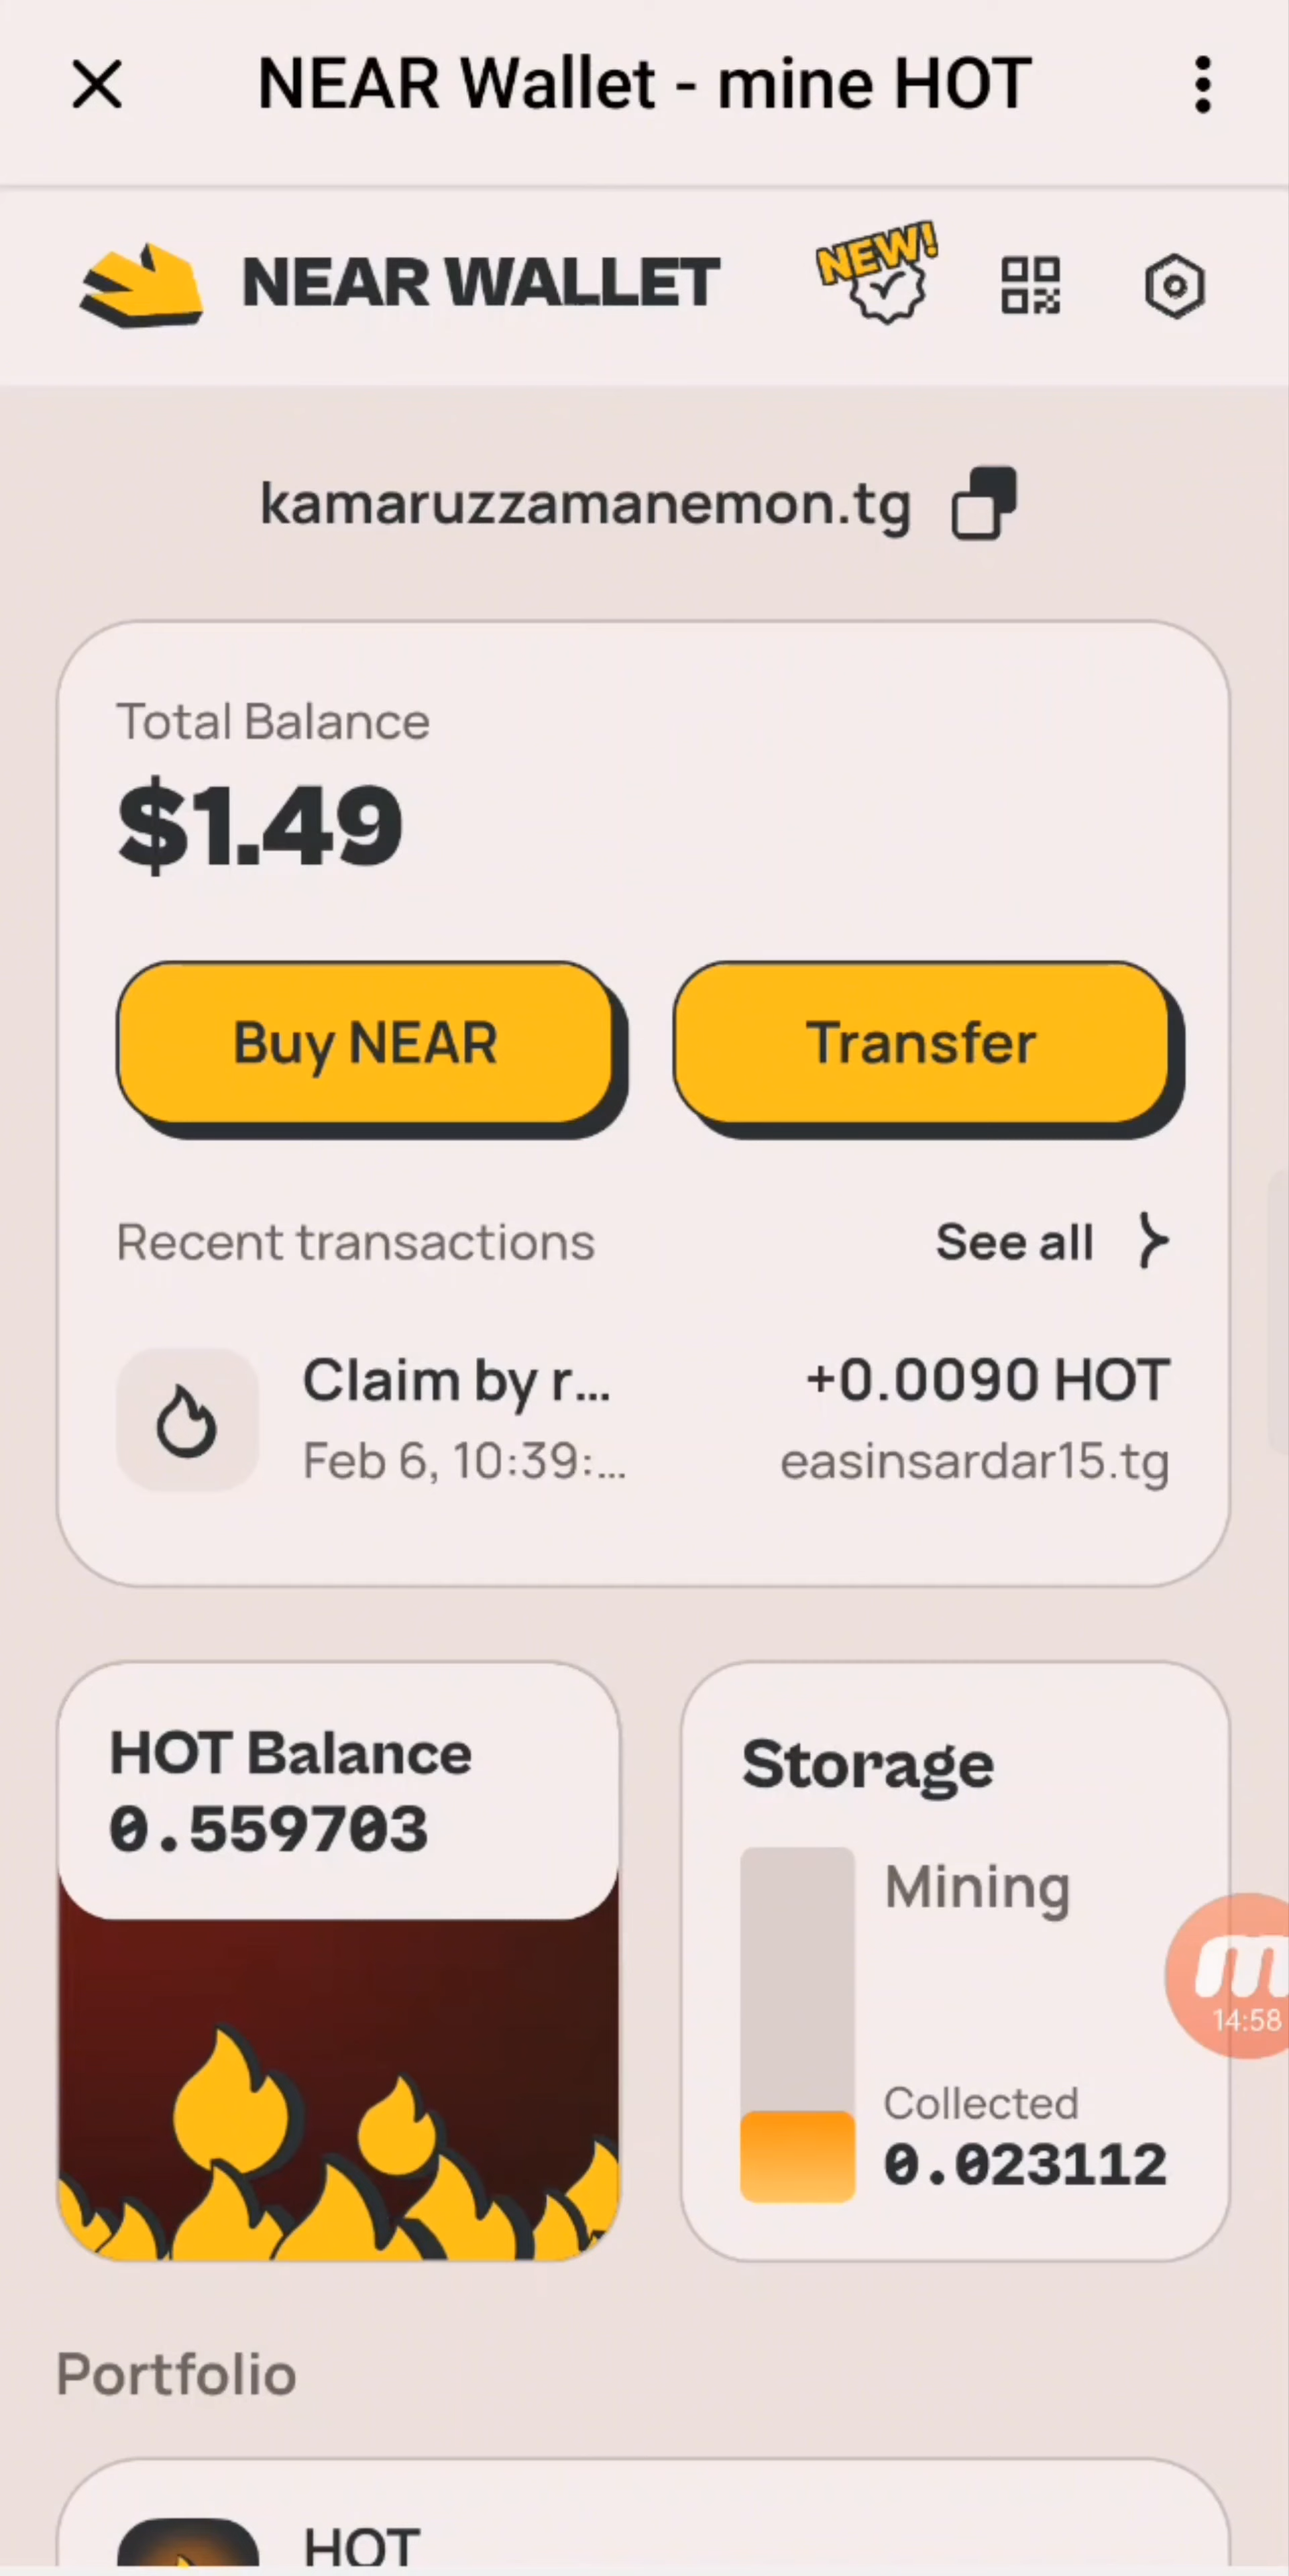 NEAR Wallet - mine HOT
NEAR WALLET
NEW!
kamaruzzamanemon.tg
Total Balance
$1.49
Buy NEAR
Transfer
Recent transactions
See all
Claim by r...
+0.0090 HOT
Feb 6, 10:39:...
easinsardar15.tg
HOT Balance
0.559703
Storage
Mining
m
14:58
Collected
0.023112
Portfolio
HOT